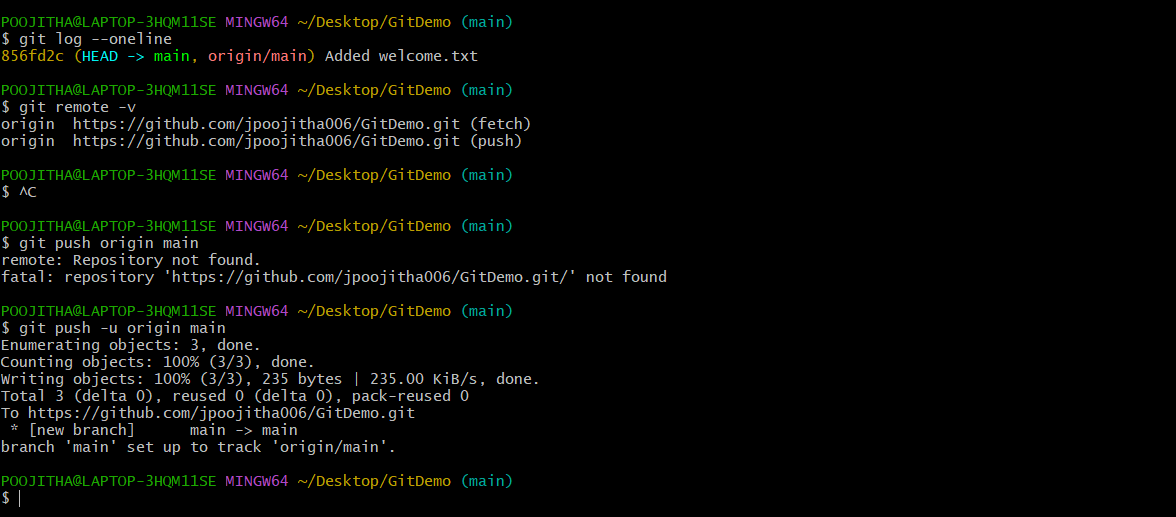 POOJITHA@LAPTOP-3HQM11SE MINGW64 ~/Desktop/GitDemo (main)
$ git log --oneline
856fd2c (HEAD -> main, origin/main) Added welcome.txt
POOJITHA@LAPTOP-3HQM11SE MINGW64 ~/Desktop/GitDemo (main)
$ git remote -v
origin  https://github.com/jpoojitha006/GitDemo.git (fetch)
origin  https://github.com/jpoojitha006/GitDemo.git (push)
POOJITHA@LAPTOP-3HQM11SE MINGW64 ~/Desktop/GitDemo (main)
$ ^C
POOJITHA@LAPTOP-3HQM11SE MINGW64 ~/Desktop/GitDemo (main)
$ git push origin main
remote: Repository not found.
fatal: repository 'https://github.com/jpoojitha006/GitDemo.git/' not found
POOJITHA@LAPTOP-3HQM11SE MINGW64 ~/Desktop/GitDemo (main)
$ git push -u origin main
Enumerating objects: 3, done.
Counting objects: 100% (3/3), done.
Writing objects: 100% (3/3), 235 bytes | 235.00 KiB/s, done.
Total 3 (delta 0), reused 0 (delta 0), pack-reused 0
To https://github.com/jpoojitha006/GitDemo.git
 * [new branch]      main -> main
branch 'main' set up to track 'origin/main'.
POOJITHA@LAPTOP-3HQM11SE MINGW64 ~/Desktop/GitDemo (main)
$